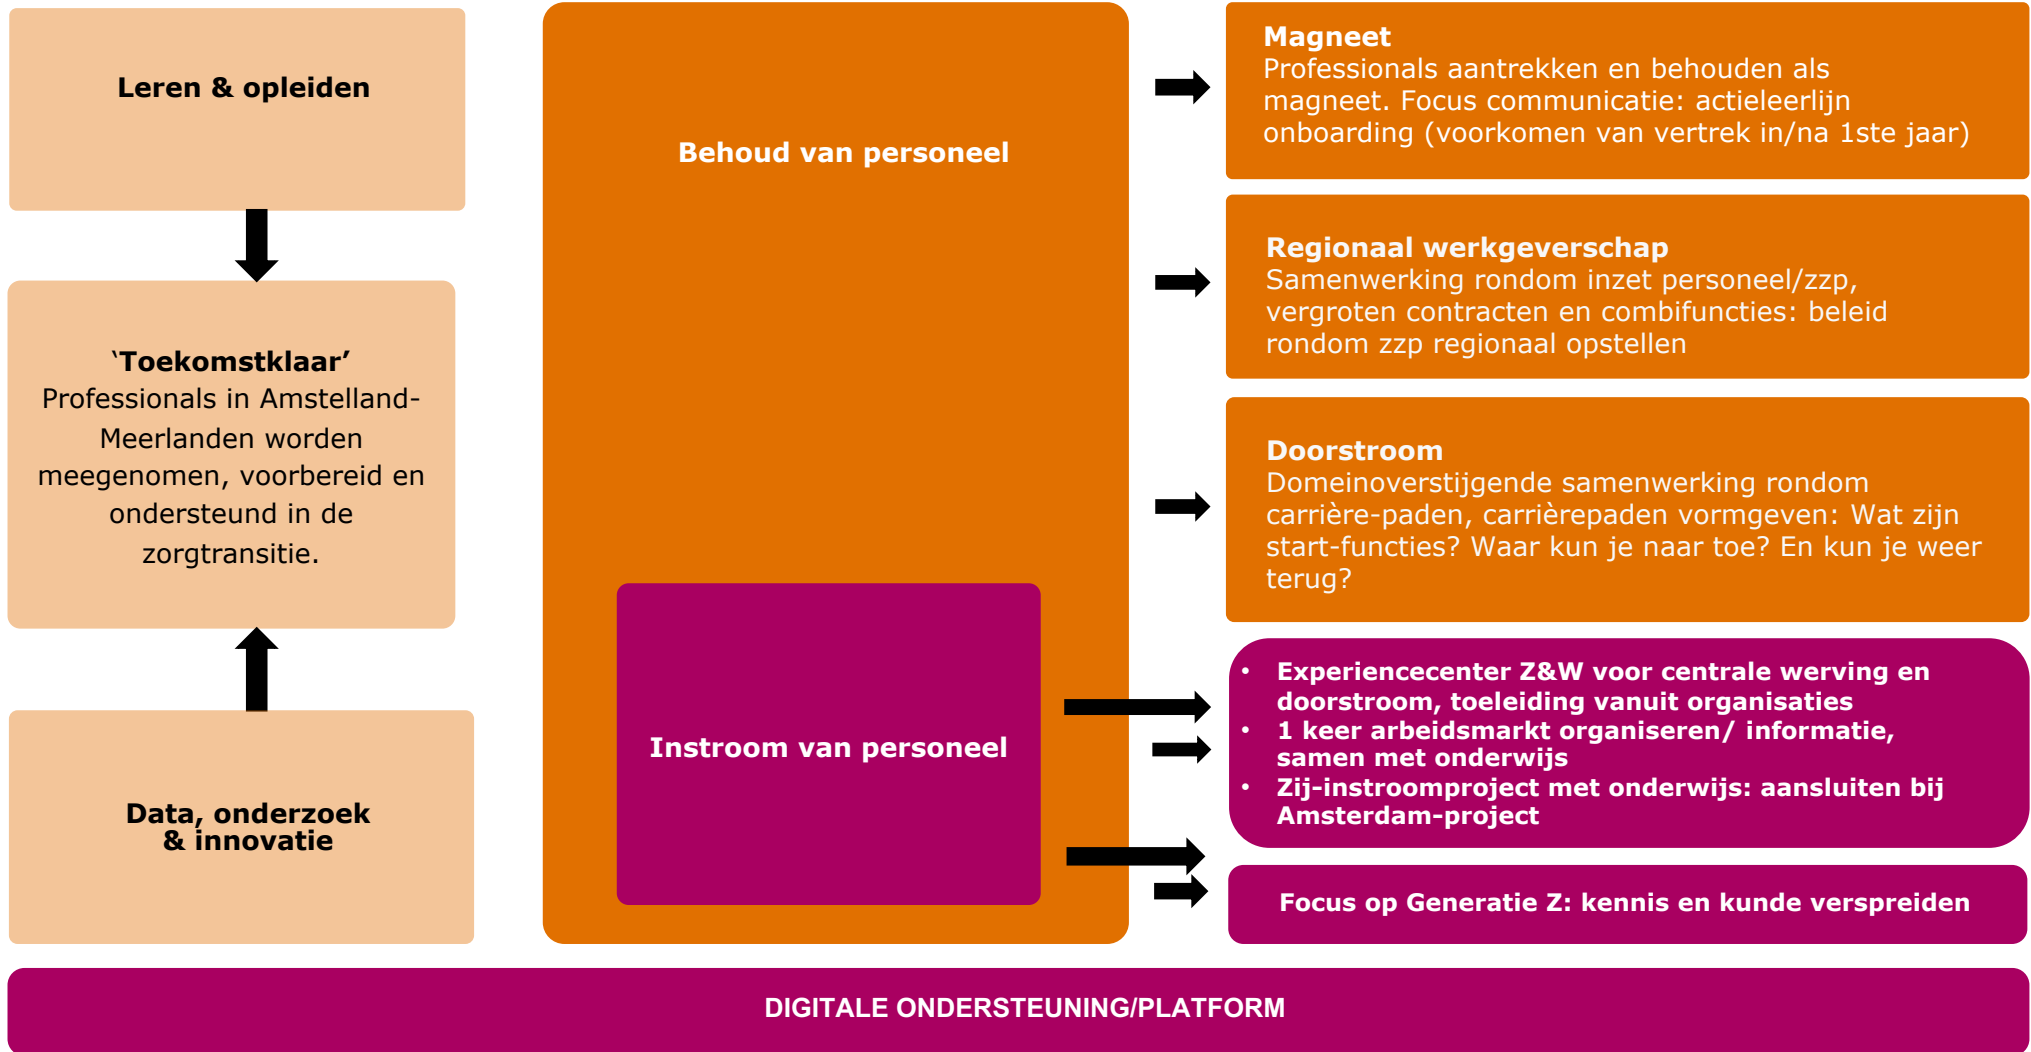 Leren & opleiden
‘Toekomstklaar’
Professionals in Amstelland-
Meerlanden worden
meegenomen, voorbereid en
ondersteund in de
zorgtransitie.
Data, onderzoek
& innovatie
Behoud van personeel
Instroom van personeel
Magneet
Professionals aantrekken en behouden als
magneet. Focus communicatie: actieleerlijn
onboarding (voorkomen van vertrek in/na 1ste jaar)
Regionaal werkgeverschap
Samenwerking rondom inzet personeel/zzp,
vergroten contracten en combifuncties: beleid
rondom zzp regionaal opstellen
Doorstroom
Domeinoverstijgende samenwerking rondom
carrière-paden, carrièrepaden vormgeven: Wat zijn
start-functies? Waar kun je naar toe? En kun je weer
terug?
• Experiencecenter Z&W voor centrale werving en
doorstroom, toeleiding vanuit organisaties
• 1 keer arbeidsmarkt organiseren/ informatie,
samen met onderwijs
• Zij-instroomproject met onderwijs: aansluiten bij
Amsterdam-project
Focus op Generatie Z: kennis en kunde verspreiden
DIGITALE ONDERSTEUNING/PLATFORM